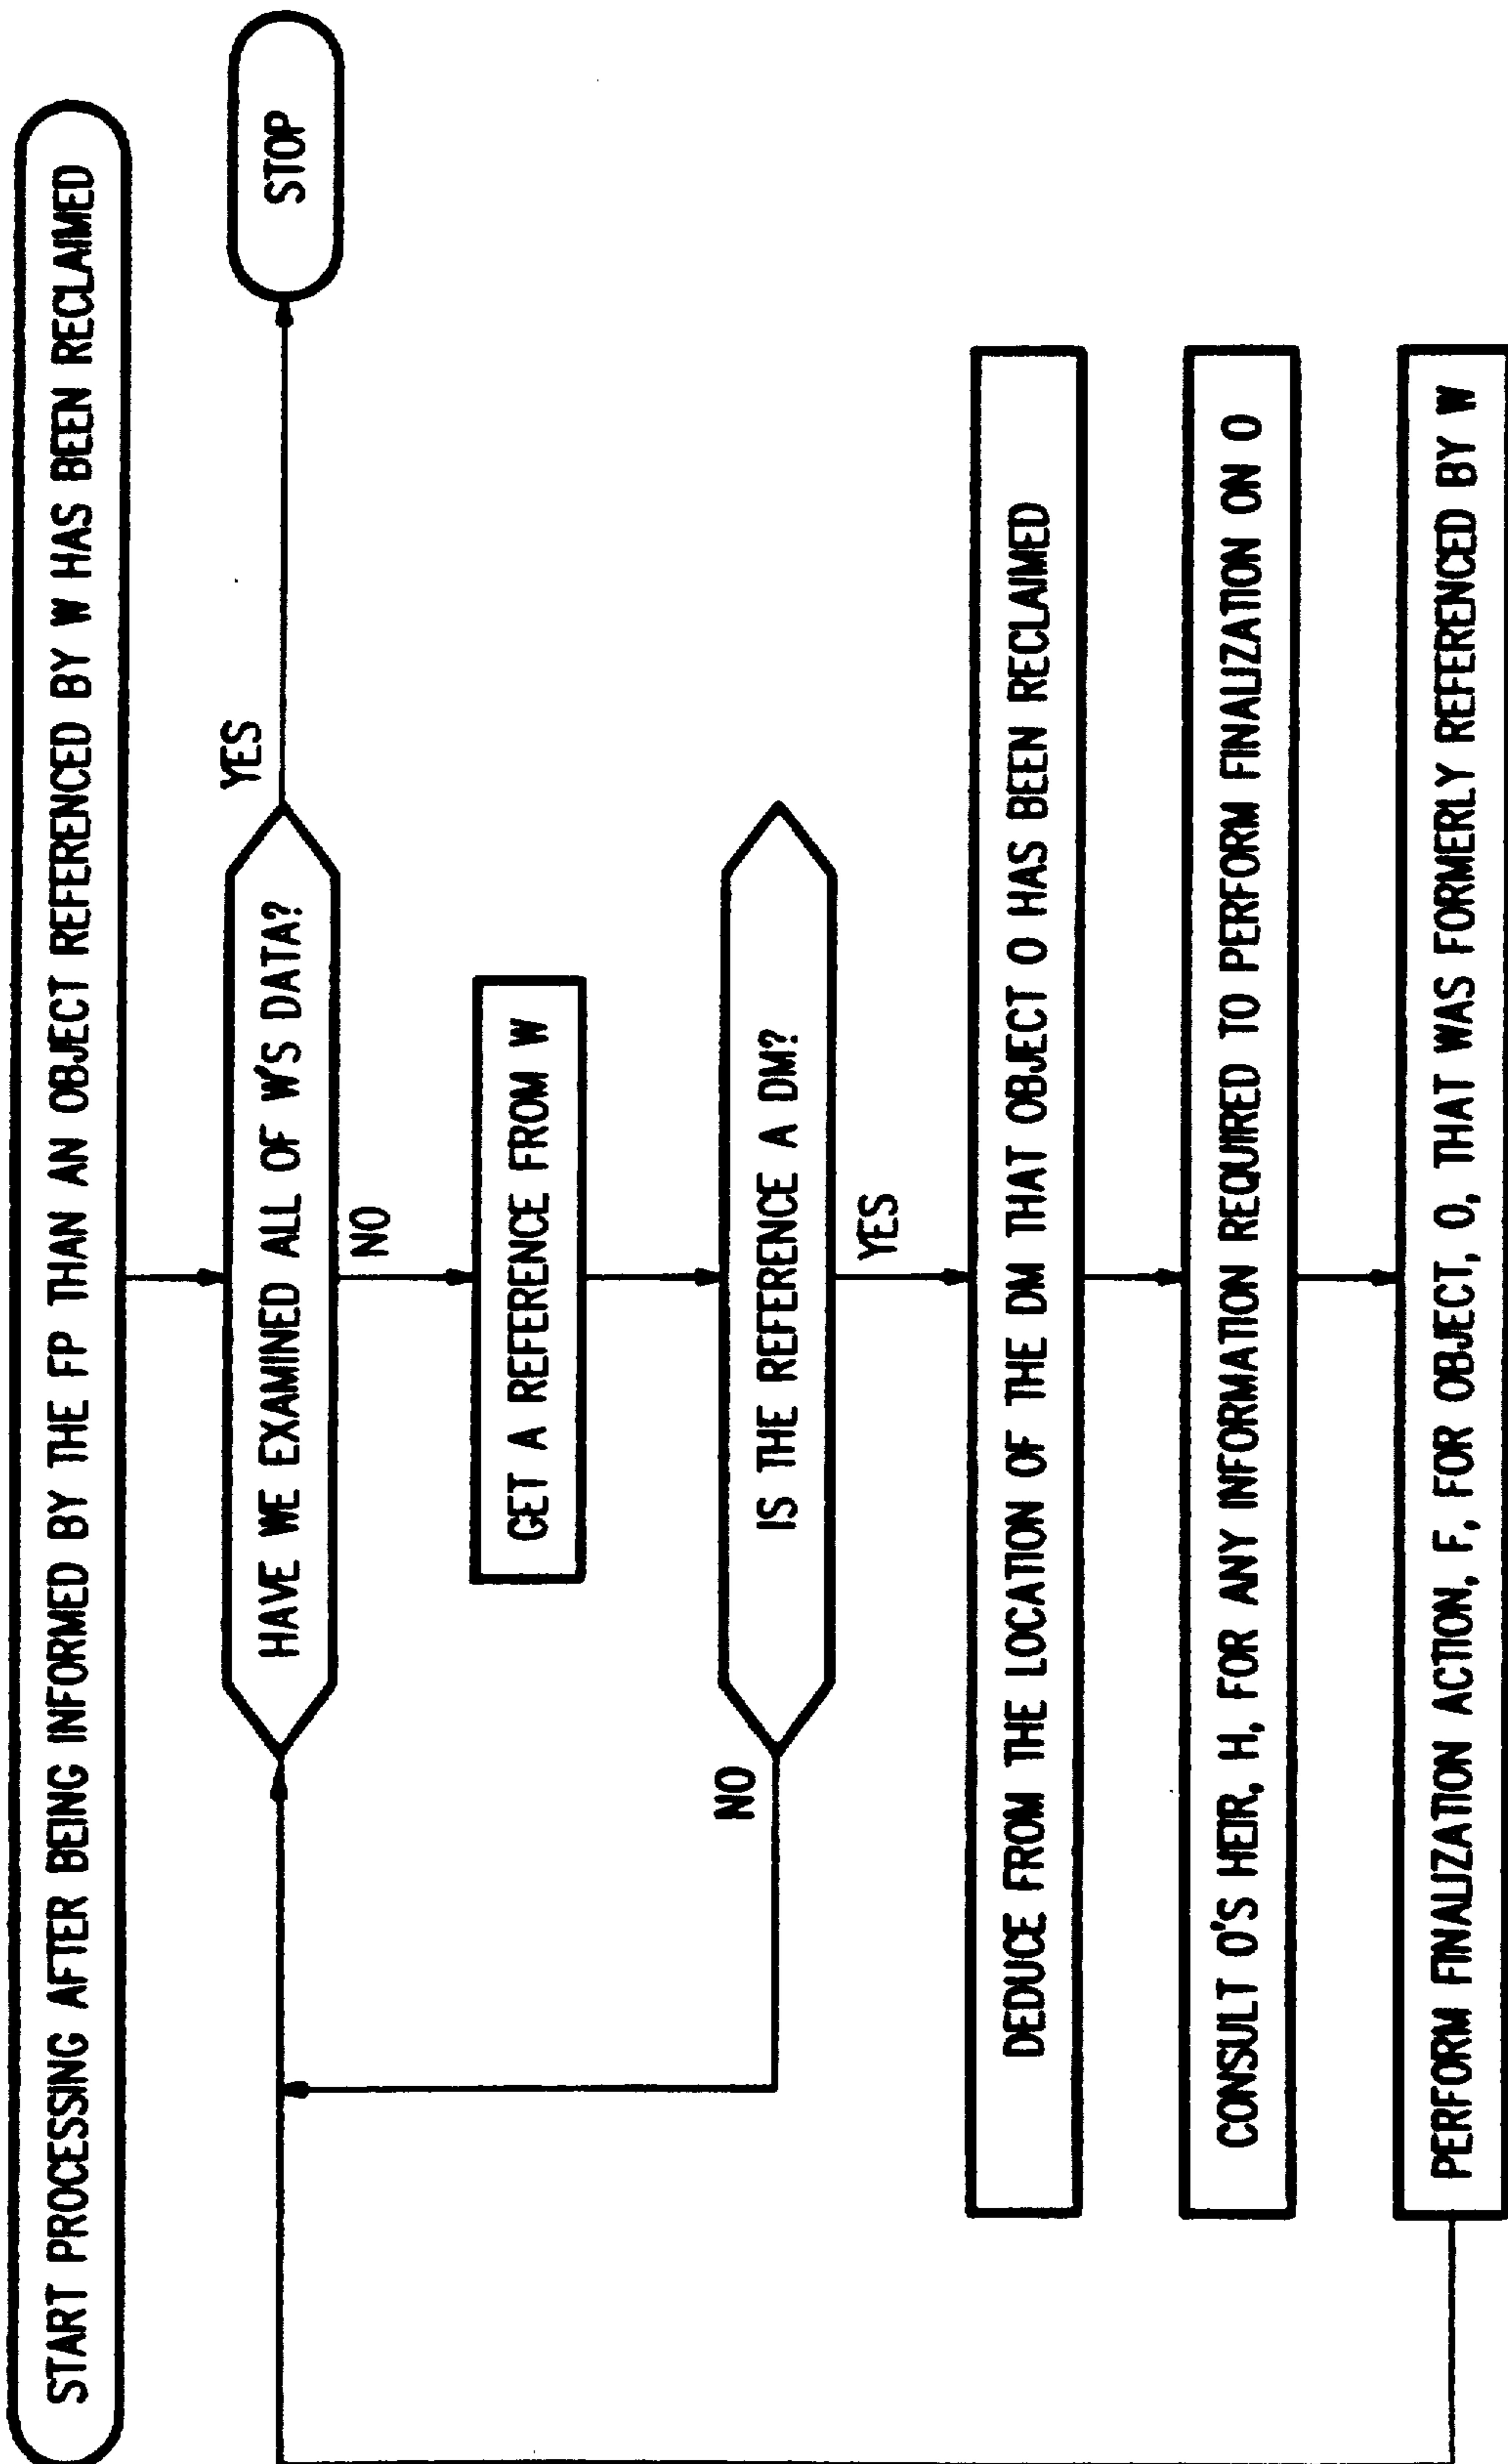 START PROCESSING AFTER BEING INFORMED BY THE FP THAN AN OBJECT REFERENCED BY W HAS BEEN RECLAIMED
HAVE WE EXAMINED ALL OF W'S DATA?
YES
STOP
NO
GET A REFERENCE FROM W
IS THE REFERENCE A DM?
NO
YES
DEDUCE FROM THE LOCATION OF THE DM THAT OBJECT O HAS BEEN RECLAIMED
CONSULT O'S HEIR, H, FOR ANY INFORMATION REQUIRED TO PERFORM FINALIZATION ON O
PERFORM FINALIZATION ACTION, F, FOR OBJECT, O, THAT WAS FORMERLY REFERENCED BY W